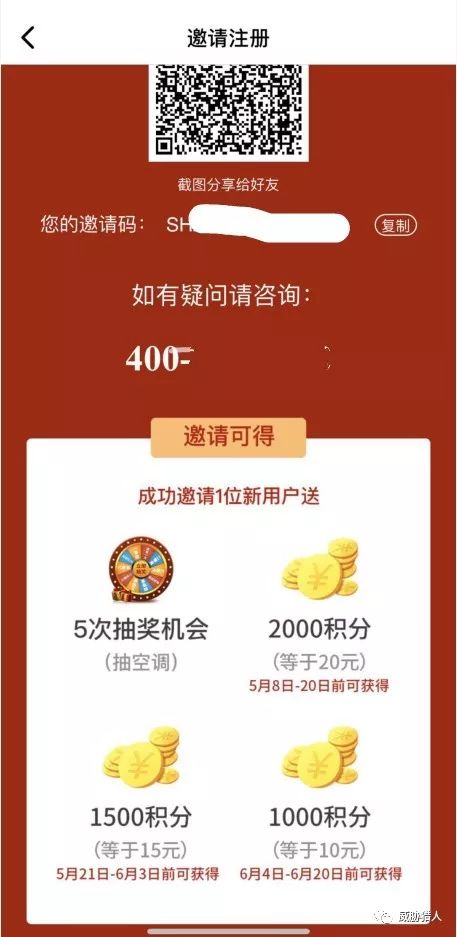 邀请注册
截图分享给好友
您的邀请码： SH
复制
如有疑问请咨询：
400-
邀请可得
成功邀请1位新用户送
5次抽奖机会
（抽空调）
2000积分
（等于20元）
5月8日-20日前可获得
1500积分
（等于15元）
5月21日-6月3日前可获得
1000积分
（等于10元）
6月4日-6月20日前可获得
威胁猎人